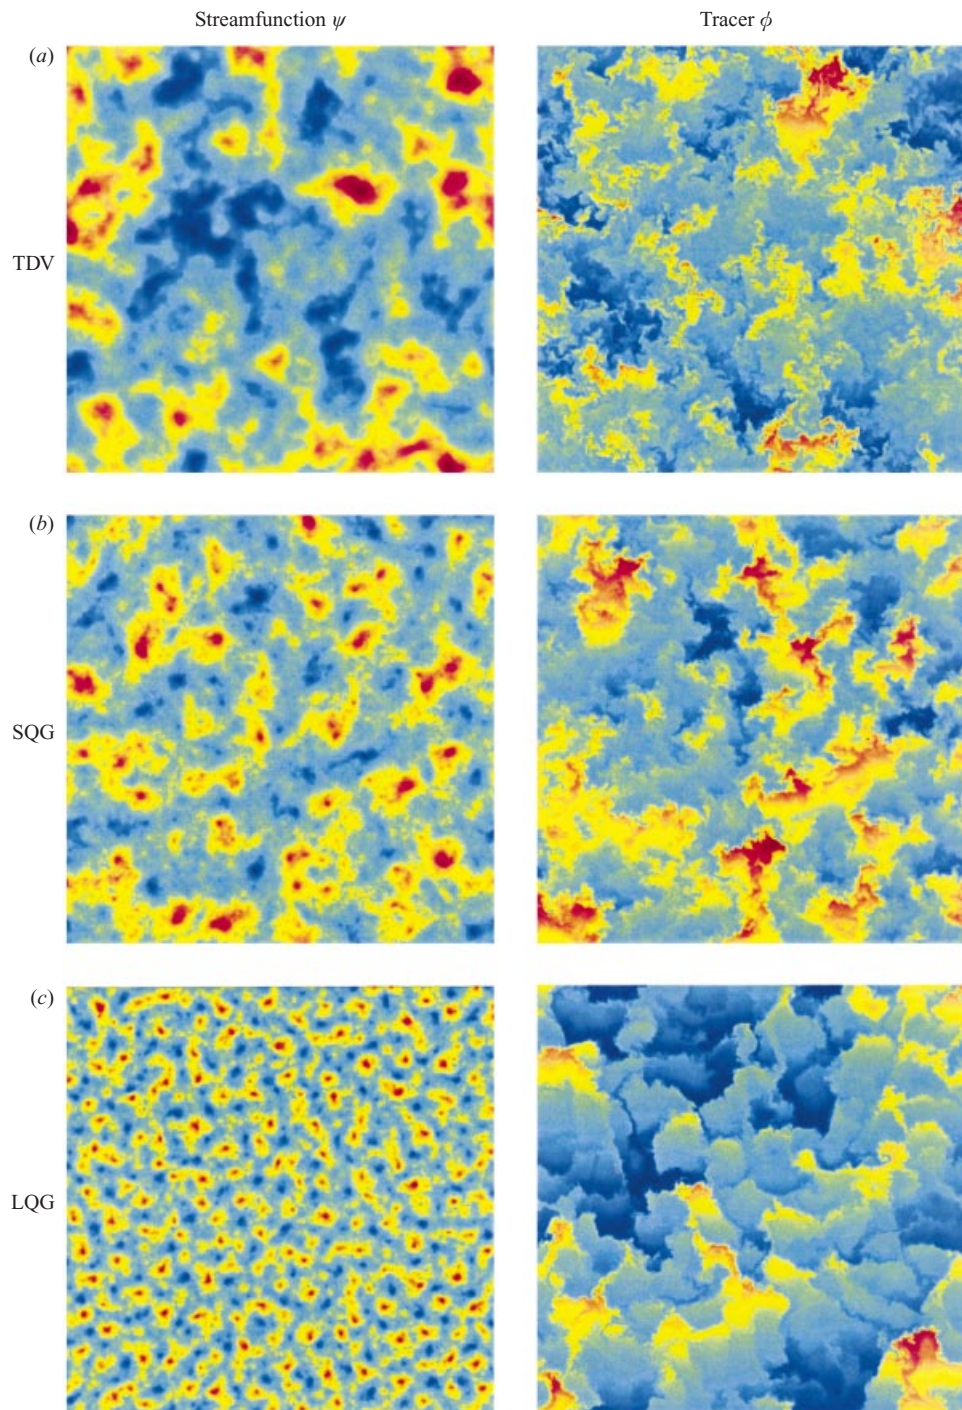 Streamfunction ψ
Tracer ϕ
(a)
TDV
(b)
SQG
(c)
LQG